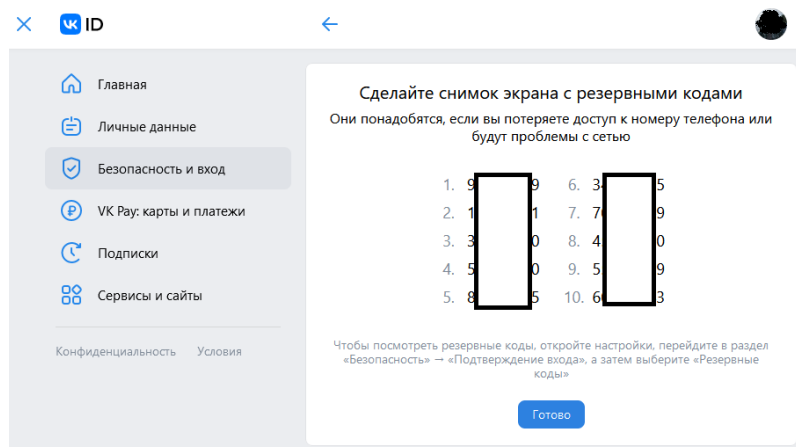 VK ID
Главная
Личные данные
Безопасность и вход
VK Pay: карты и платежи
Подписки
Сервисы и сайты
Конфиденциальность Условия
Сделайте снимок экрана с резервными кодами
Они понадобятся, если вы потеряете доступ к номеру телефона или
будут проблемы с сетью
1. 9 9 6. 3 5
2. 1 1 7. 7 9
3. 3 0 8. 4 0
4. 5 0 9. 5 9
5. 8 5 10. 6 3
Чтобы посмотреть резервные коды, откройте настройки, перейдите в раздел
«Безопасность» → «Подтверждение входа», а затем выберите «Резервные
коды»
Готово